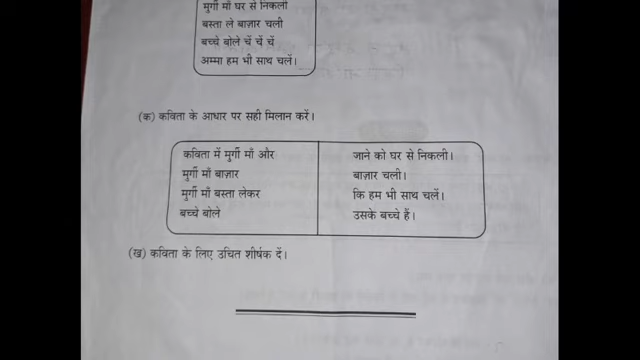 मुर्गी माँ घर से निकली
बस्ता ले बाज़ार चली
बच्चे बोले चें चें चें
अम्मा हम भी साथ चलें।
(क) कविता के आधार पर सही मिलान करें।
कविता में मुर्गी माँ और जाने को घर से निकली।
मुर्गी माँ बाज़ार बाज़ार चली।
मुर्गी माँ बस्ता लेकर कि हम भी साथ चलें।
बच्चे बोले उसके बच्चे हैं।
(ख) कविता के लिए उचित शीर्षक दें।